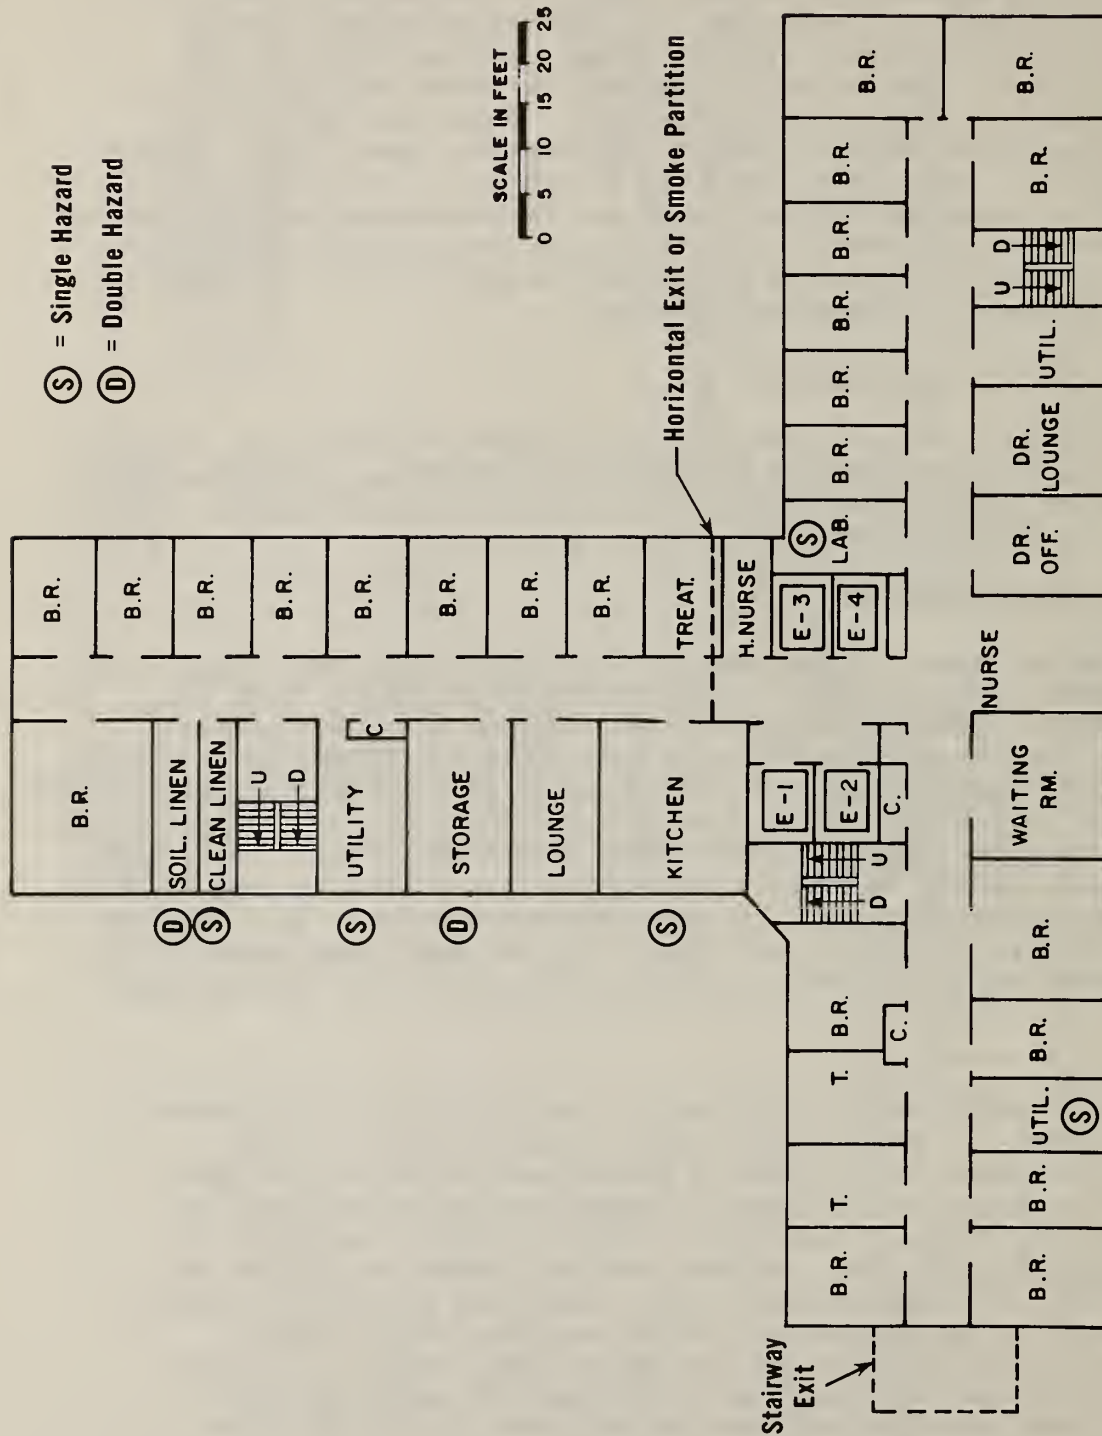 Ⓢ = Single Hazard
Ⓓ = Double Hazard
SCALE IN FEET
0 5 10 15 20 25
Horizontal Exit or Smoke Partition
B.R.
B.R.
B.R.
B.R.
B.R.
B.R.
B.R.
B.R.
TREAT.
H.NURSE
E-3
E-4
Ⓢ
LAB.
B.R.
B.R.
B.R.
B.R.
B.R.
B.R.
B.R.
SOIL. LINEN
CLEAN LINEN
U
D
UTILITY
C
STORAGE
LOUNGE
KITCHEN
Ⓓ
Ⓢ
Ⓢ
Ⓓ
Ⓢ
E-1
E-2
C.
U
D
B.R.
C.
T.
T.
B.R.
Stairway
Exit
B.R.
B.R.
UTIL.
Ⓢ
B.R.
B.R.
WAITING
RM.
NURSE
DR.
OFF.
DR.
LOUNGE
UTIL.
U
D
B.R.
B.R.